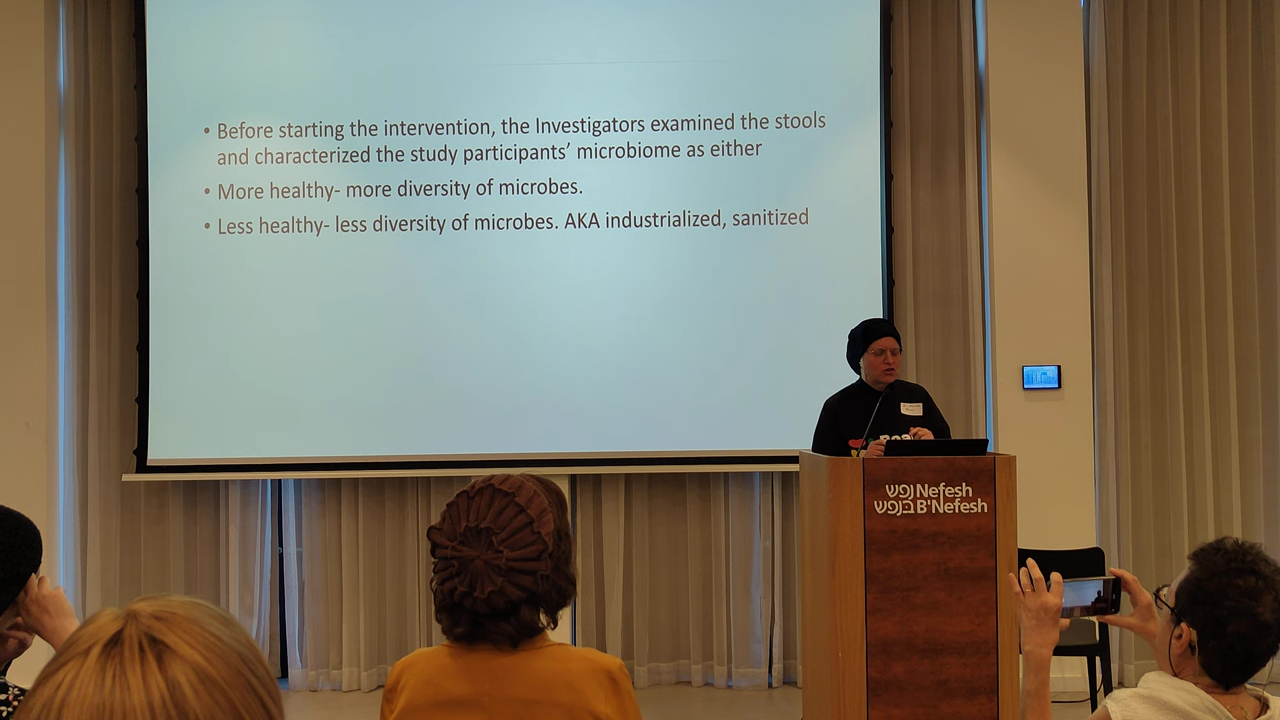 • Before starting the intervention, the Investigators examined the stools
and characterized the study participants’ microbiome as either
• More healthy- more diversity of microbes.
• Less healthy- less diversity of microbes. AKA industrialized, sanitized
נפש Nefesh
בנפש B'Nefesh